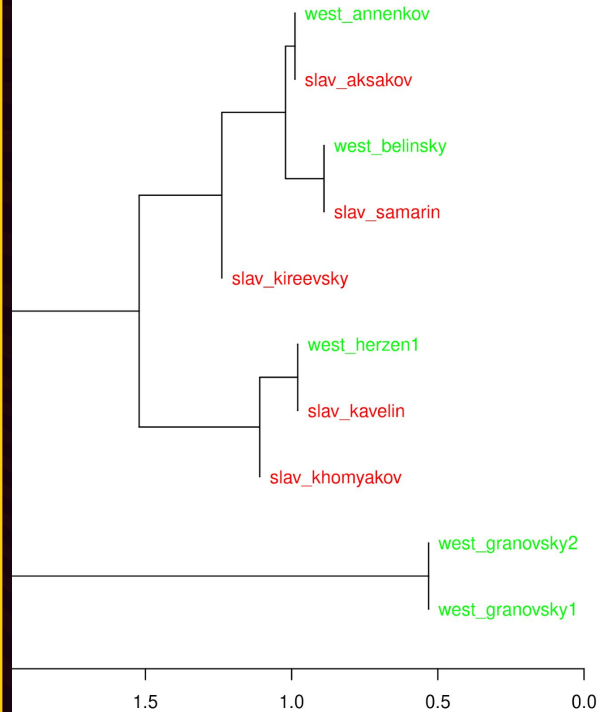 west_annenkov
slav_aksakov
west_belinsky
slav_samarin
slav_kireevsky
west_herzen1
slav_kavelin
slav_khomyakov
west_granovsky2
west_granovsky1
1.5 1.0 0.5 0.0